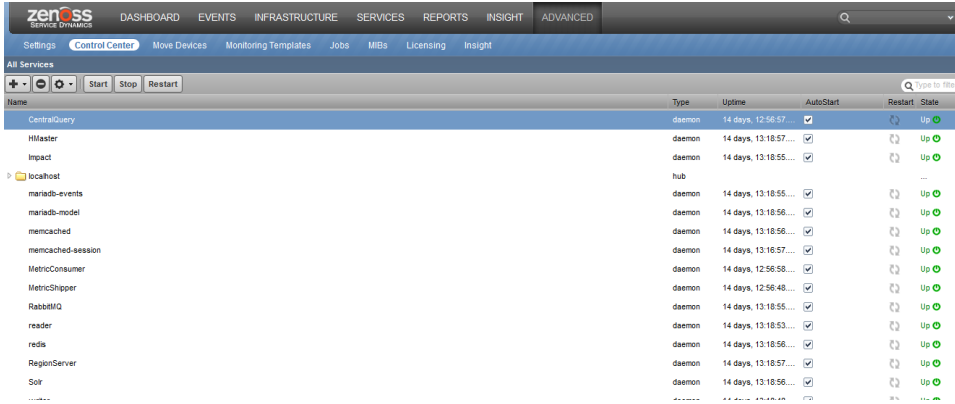 zenoss
SERVICE DYNAMICS
DASHBOARD EVENTS INFRASTRUCTURE SERVICES REPORTS INSIGHT ADVANCED
Settings Control Center Move Devices Monitoring Templates Jobs MIBs Licensing Insight
All Services
Start Stop Restart Type to filte
Name Type Uptime AutoStart Restart State
CentralQuery daemon 14 days, 12:56:57.... Up
HMaster daemon 14 days, 13:18:57.... Up
Impact daemon 14 days, 13:18:55.... Up
localhost hub ...
mariadb-events daemon 14 days, 13:18:55.... Up
mariadb-model daemon 14 days, 13:18:56.... Up
memcached daemon 14 days, 13:18:56.... Up
memcached-session daemon 14 days, 13:16:57.... Up
MetricConsumer daemon 14 days, 12:56:58.... Up
MetricShipper daemon 14 days, 12:56:48.... Up
RabbitMQ daemon 14 days, 13:18:55.... Up
reader daemon 14 days, 13:18:53.... Up
redis daemon 14 days, 13:18:56.... Up
RegionServer daemon 14 days, 13:18:57.... Up
Solr daemon 14 days, 13:18:56.... Up